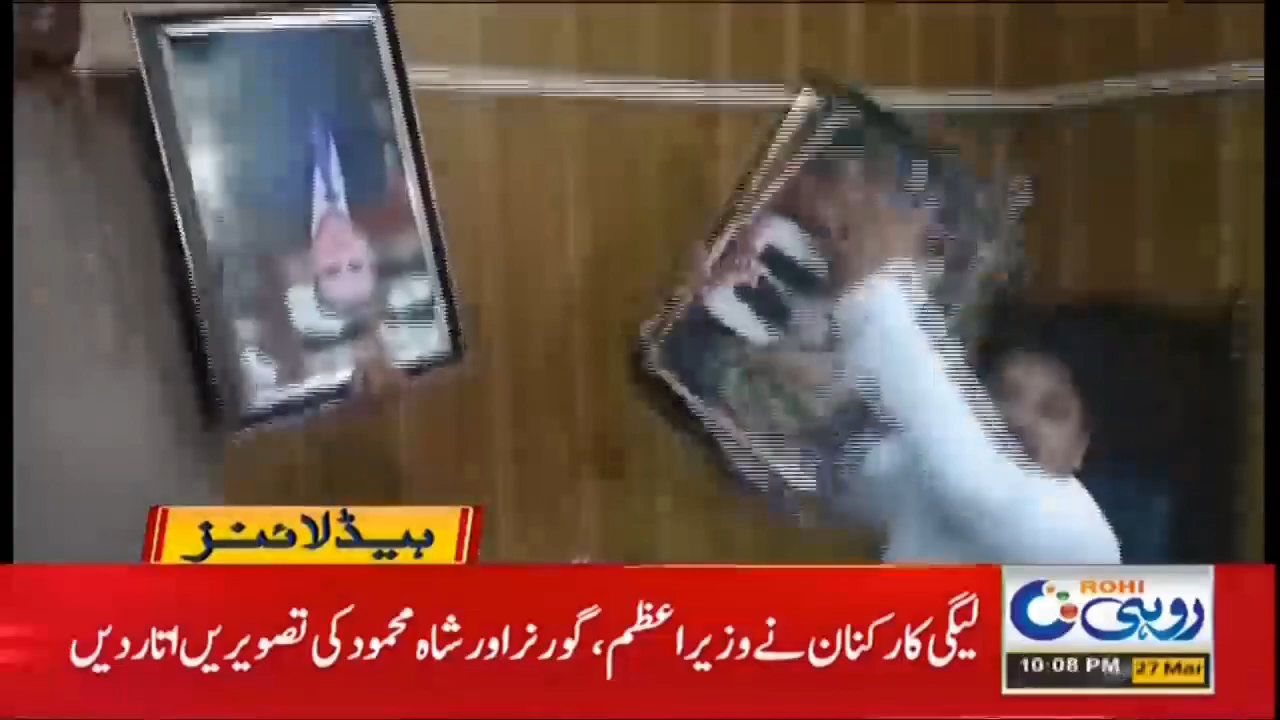 ہیڈلائنز
لیگی کارکنان نے وزیراعظم، گورنر اور شاہ محمود کی تصویریں اتار دیں
ROHI
روہی
10:08 PM 27 Mar